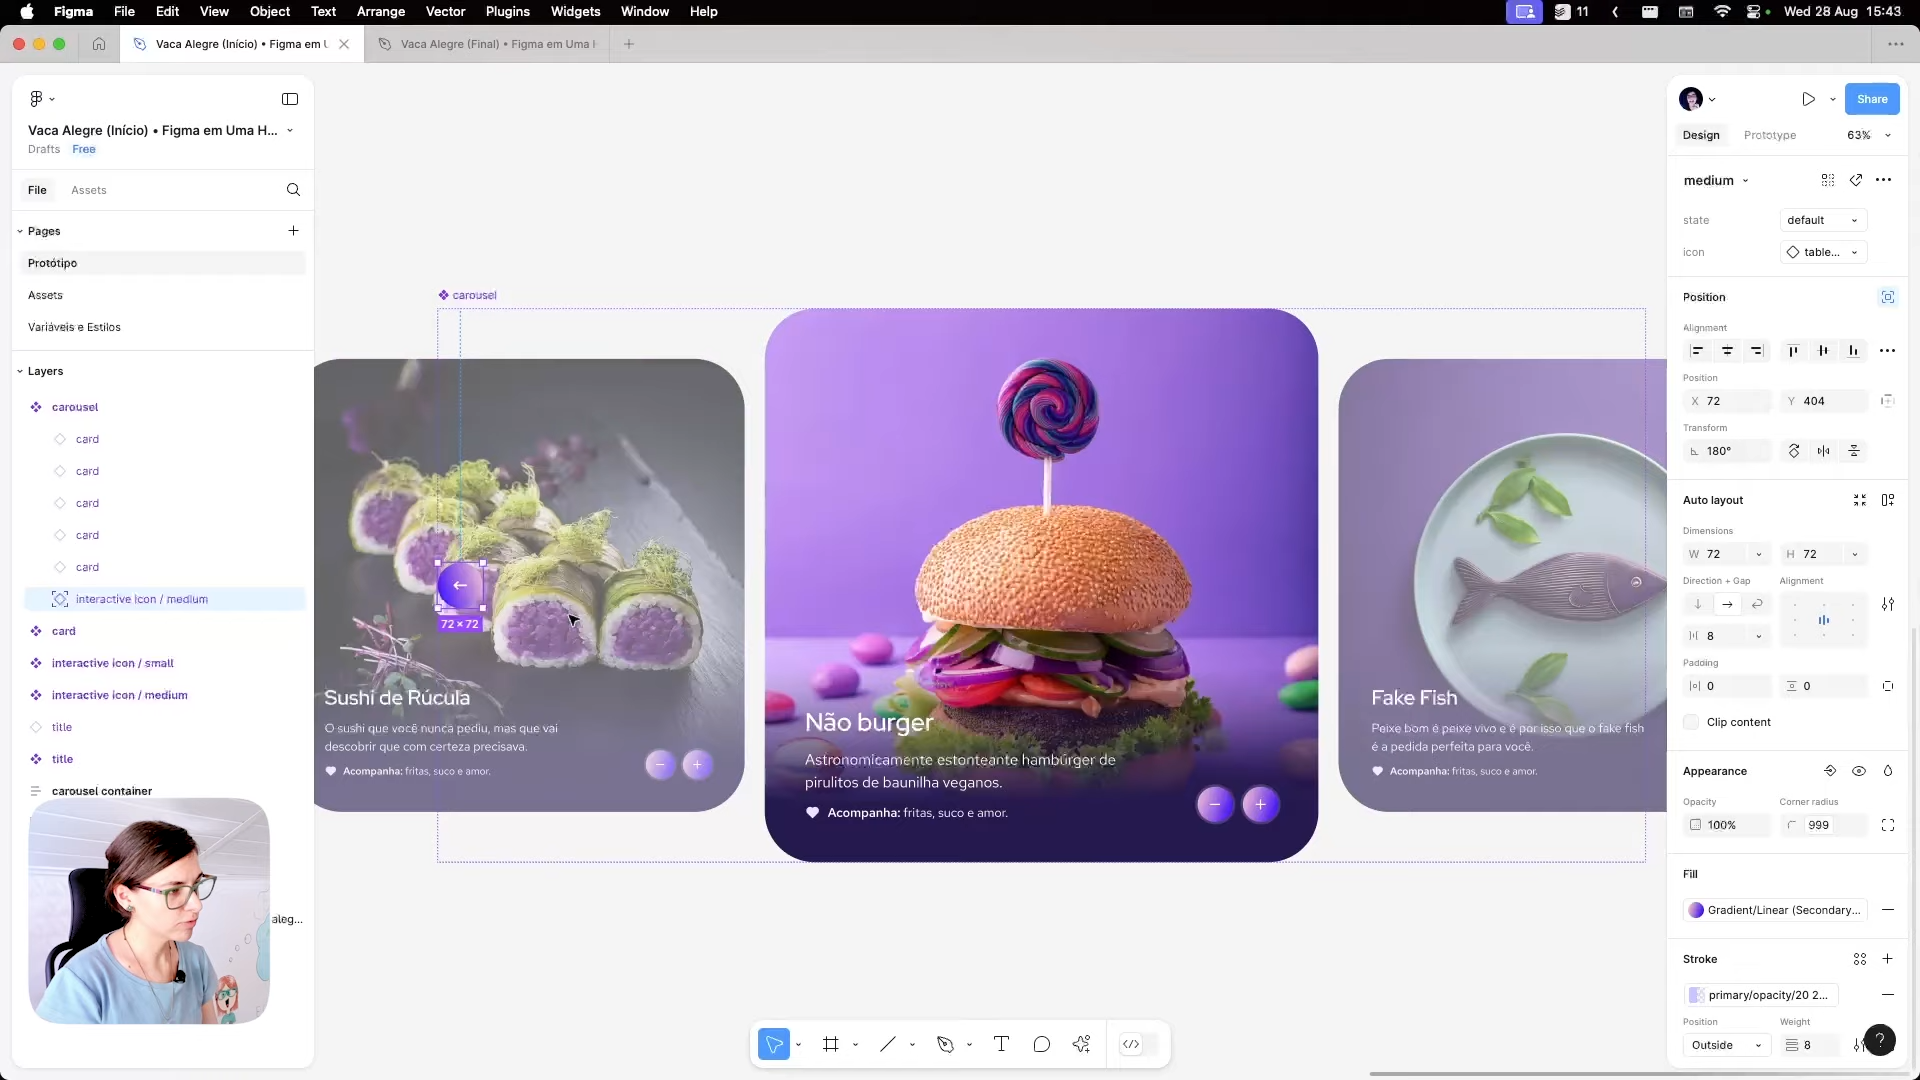 Figma File Edit View Object Text Arrange Vector Plugins Widgets Window Help
11
Wed 28 Aug 15:43
Vaca Alegre (Início) • Figma em U
Vaca Alegre (Final) • Figma em Uma
Vaca Alegre (Início) • Figma em Uma H...
Drafts Free
File Assets
Pages
Protótipo
Assets
Variáveis e Estilos
Layers
carousel
card
card
card
card
card
interactive icon / medium
card
interactive icon / small
interactive icon / medium
title
title
carousel container
aleg...
carousel
72 × 72
Sushi de Rúcula
O sushi que você nunca pediu, mas que vai
descobrir que com certeza precisava.
Acompanha: fritas, suco e amor.
Não burger
Astronomicamente estonteante hambúrger de
pirulitos de baunilha veganos.
Acompanha: fritas, suco e amor.
Fake Fish
Peixe bom é peixe vivo e é por isso que o fake fish
é a pedida perfeita para você.
Acompanha: fritas, suco e amor.
Share
Design Prototype 63%
medium
state default
icon table...
Position
Alignment
Position
X 72 Y 404
Transform
180°
Auto layout
Dimensions
W 72 H 72
Direction + Gap Alignment
8
Padding
0 0
Clip content
Appearance
Opacity Corner radius
100% 999
Fill
Gradient/Linear (Secondary...
Stroke
primary/opacity/20 2...
Position Weight
Outside 8
?